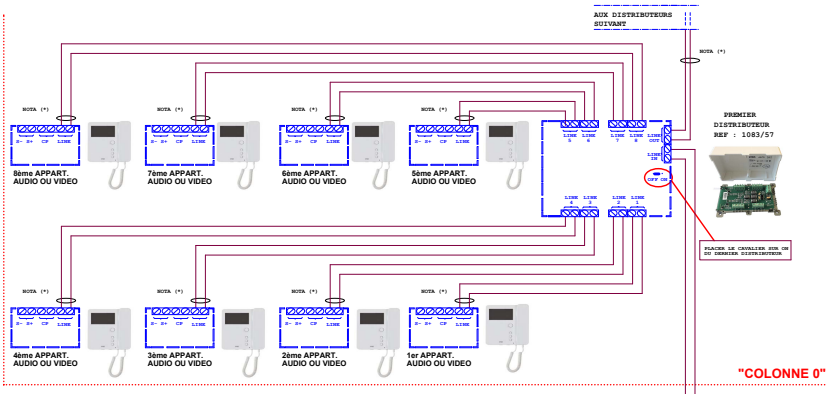 AUX DISTRIBUTEURS
SUIVANT
NOTA (*)
NOTA (*)
NOTA (*)
NOTA (*)
NOTA (*)
PREMIER
DISTRIBUTEUR
REF : 1083/57
S- S+ CP LINE
S- S+ CP LINE
S- S+ CP LINE
S- S+ CP LINE
LINE
5
LINE
6
LINE
7
LINE
8
LINE
OUT
LINE
IN
OFF ON
8ème APPART.
AUDIO OU VIDEO
7ème APPART.
AUDIO OU VIDEO
6ème APPART.
AUDIO OU VIDEO
5ème APPART.
AUDIO OU VIDEO
LINE
4
LINE
3
LINE
2
LINE
1
PLACER LE CAVALIER SUR ON
DU DERNIER DISTRIBUTEUR
NOTA (*)
NOTA (*)
NOTA (*)
NOTA (*)
S- S+ CP LINE
S- S+ CP LINE
S- S+ CP LINE
S- S+ CP LINE
4ème APPART.
AUDIO OU VIDEO
3ème APPART.
AUDIO OU VIDEO
2ème APPART.
AUDIO OU VIDEO
1er APPART.
AUDIO OU VIDEO
"COLONNE 0"